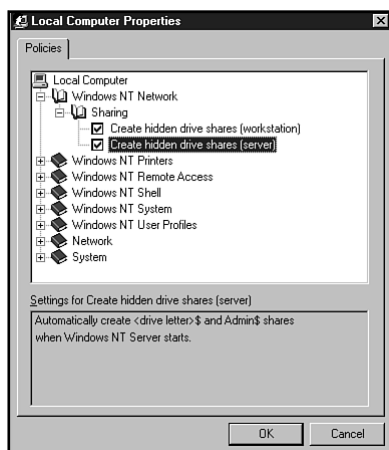 Local Computer Properties
Policies
Local Computer
Windows NT Network
Sharing
Create hidden drive shares (workstation)
Create hidden drive shares (server)
Windows NT Printers
Windows NT Remote Access
Windows NT Shell
Windows NT System
Windows NT User Profiles
Network
System
Settings for Create hidden drive shares (server)
Automatically create <drive letter>$ and Admin$ shares
when Windows NT Server starts.
OK Cancel